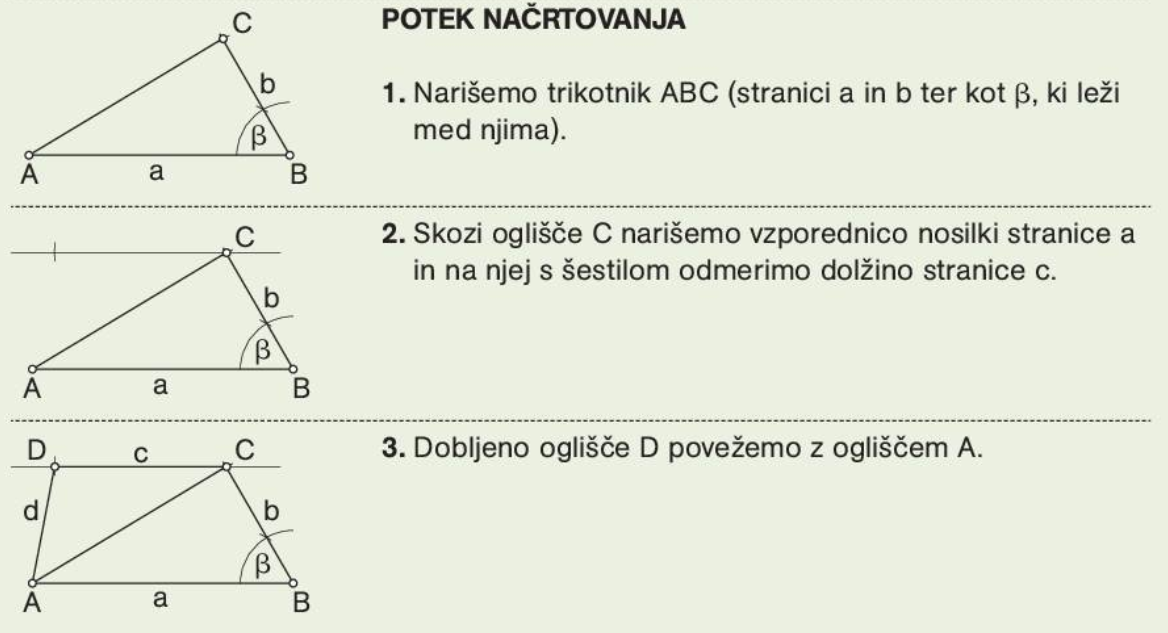 POTEK NAČRTOVANJA
C
b
β
A
a
B
1. Narišemo trikotnik ABC (stranici a in b ter kot β, ki leži
med njima).
C
b
β
A
a
B
2. Skozi oglišče C narišemo vzporednico nosilki stranice a
in na njej s šestilom odmerimo dolžino stranice c.
D
c
C
d
b
β
A
a
B
3. Dobljeno oglišče D povežemo z ogliščem A.